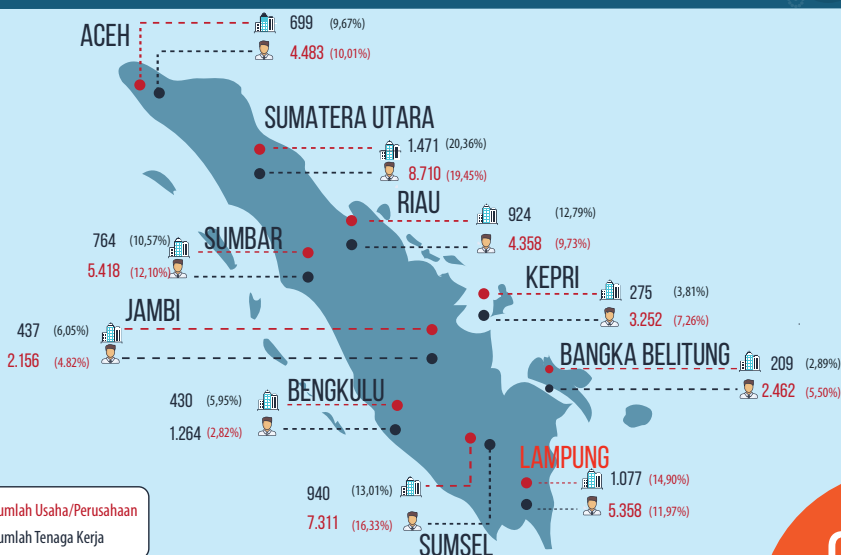 ACEH
699 (9,67%)
4.483 (10,01%)
SUMATERA UTARA
1.471 (20,36%)
8.710 (19,45%)
RIAU
924 (12,79%)
4.358 (9,73%)
SUMBAR
764 (10,57%)
5.418 (12,10%)
KEPRI
275 (3,81%)
3.252 (7,26%)
JAMBI
437 (6,05%)
2.156 (4.82%)
BANGKA BELITUNG
209 (2,89%)
2.462 (5,50%)
BENGKULU
430 (5,95%)
1.264 (2,82%)
LAMPUNG
1.077 (14,90%)
5.358 (11,97%)
940 (13,01%)
7.311 (16,33%)
SUMSEL
umlah Usaha/Perusahaan
umlah Tenaga Kerja